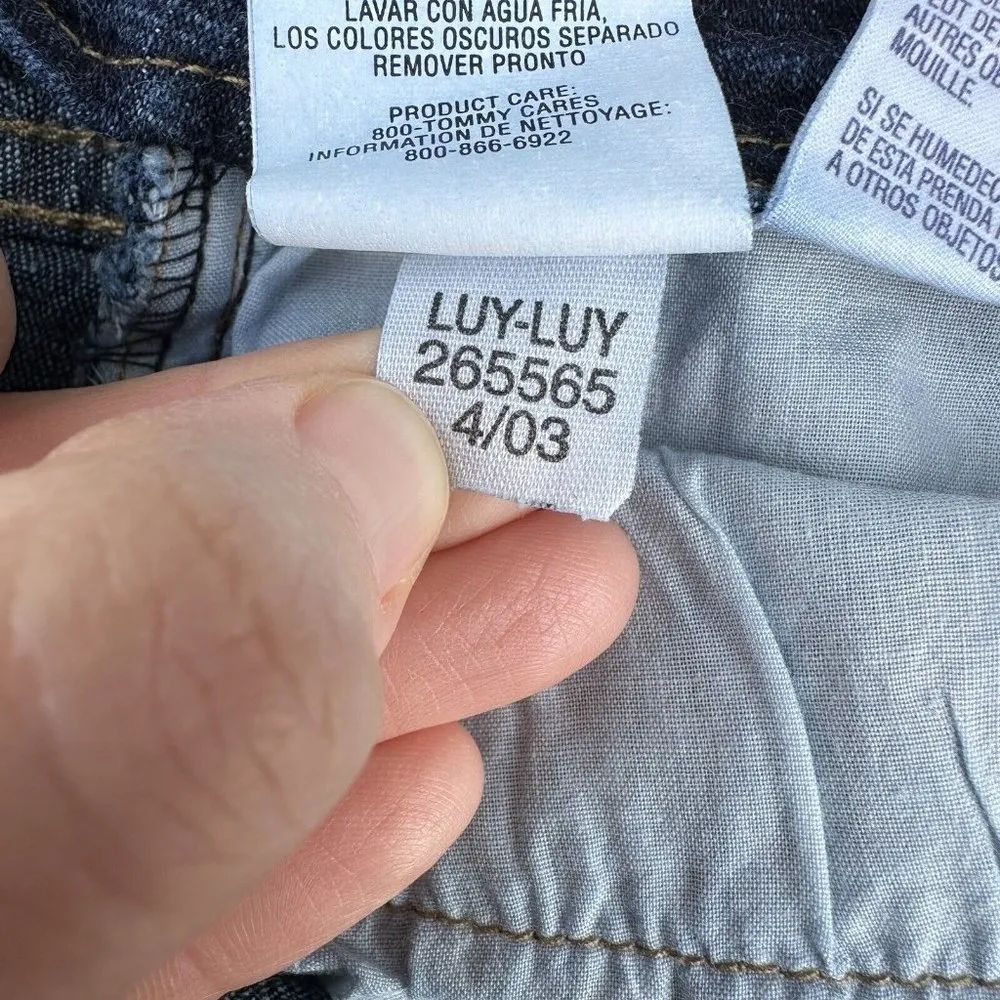 LAVAR CON AGUA FRIA,
LOS COLORES OSCUROS SEPARADO
REMOVER PRONTO
PRODUCT CARE:
800-TOMMY CARES
INFORMATION DE NETTOYAGE:
800-866-6922
LUY-LUY
265565
4/03
AUTRES
MOUILLE.
SI SE HUMEDEC
DE ESTA PRENDA
A OTROS OBJETOS